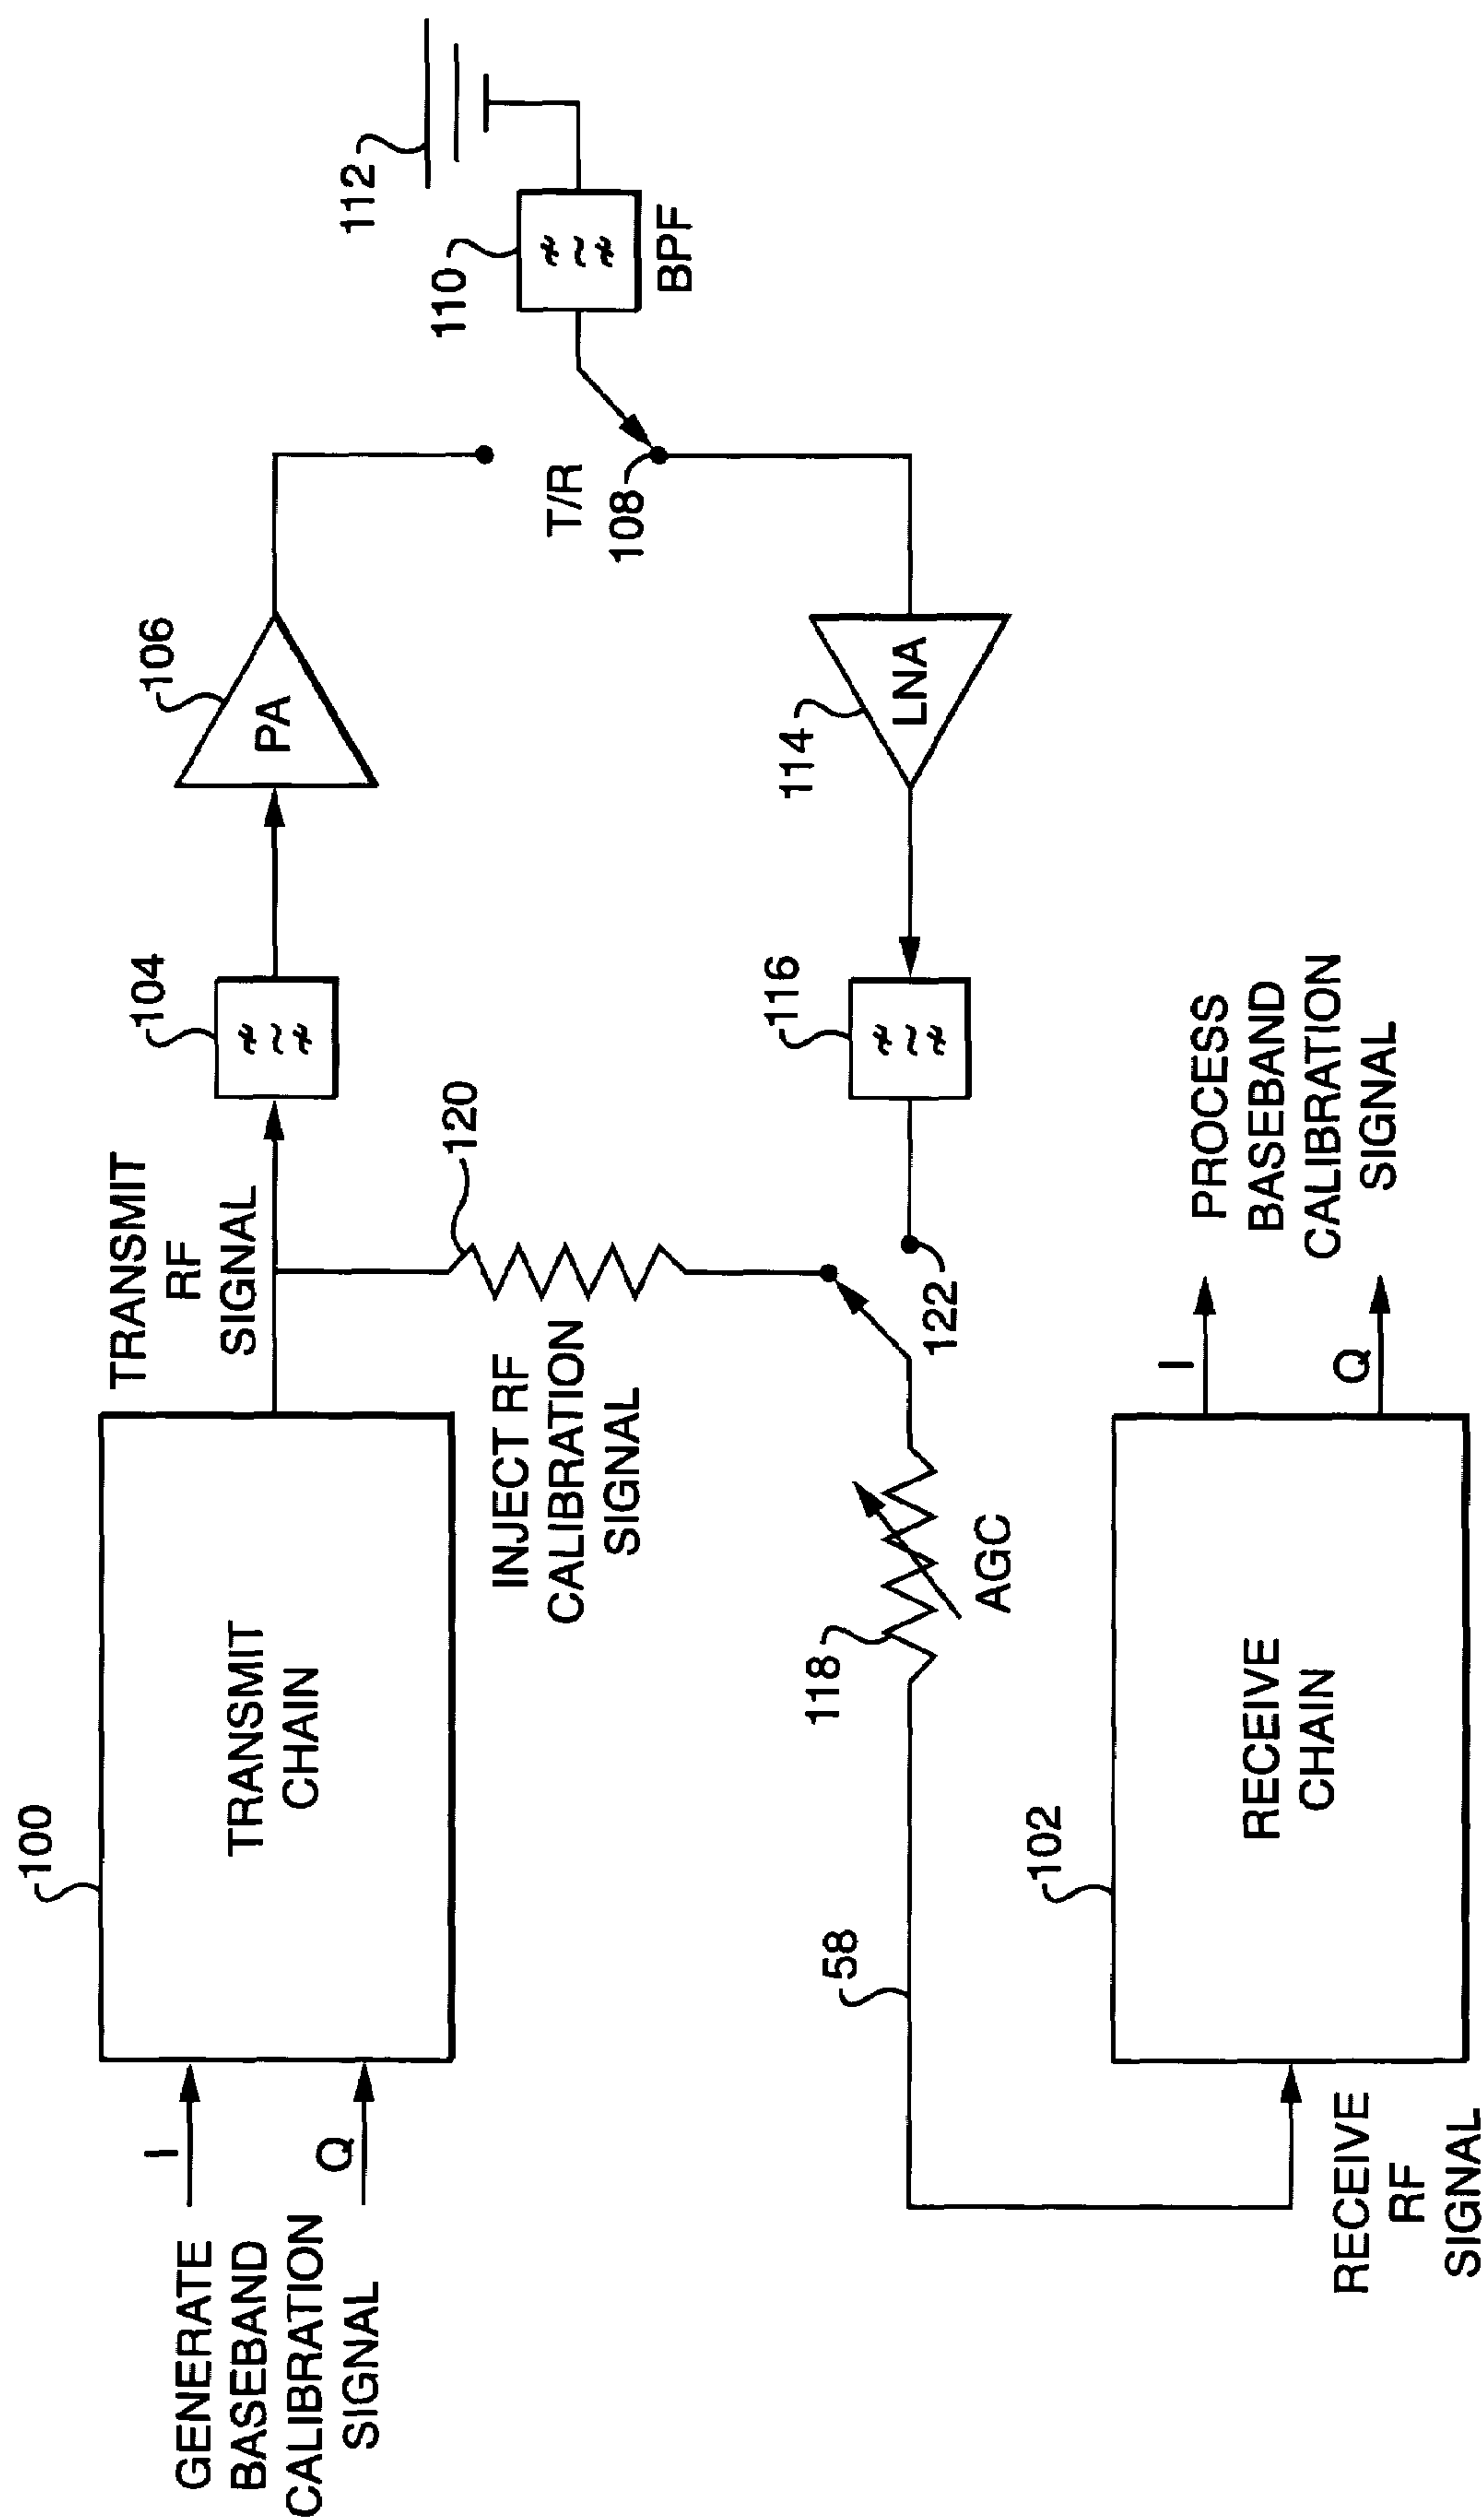 GENERATE
BASEBAND
CALIBRATION
SIGNAL
I
Q
100
TRANSMIT
CHAIN
TRANSMIT
RF
SIGNAL
104
106
PA
120
INJECT RF
CALIBRATION
SIGNAL
T/R
108
110
BPF
112
114
LNA
116
122
118
AGC
58
RECEIVE
RF
SIGNAL
102
RECEIVE
CHAIN
I
Q
PROCESS
BASEBAND
CALIBRATION
SIGNAL